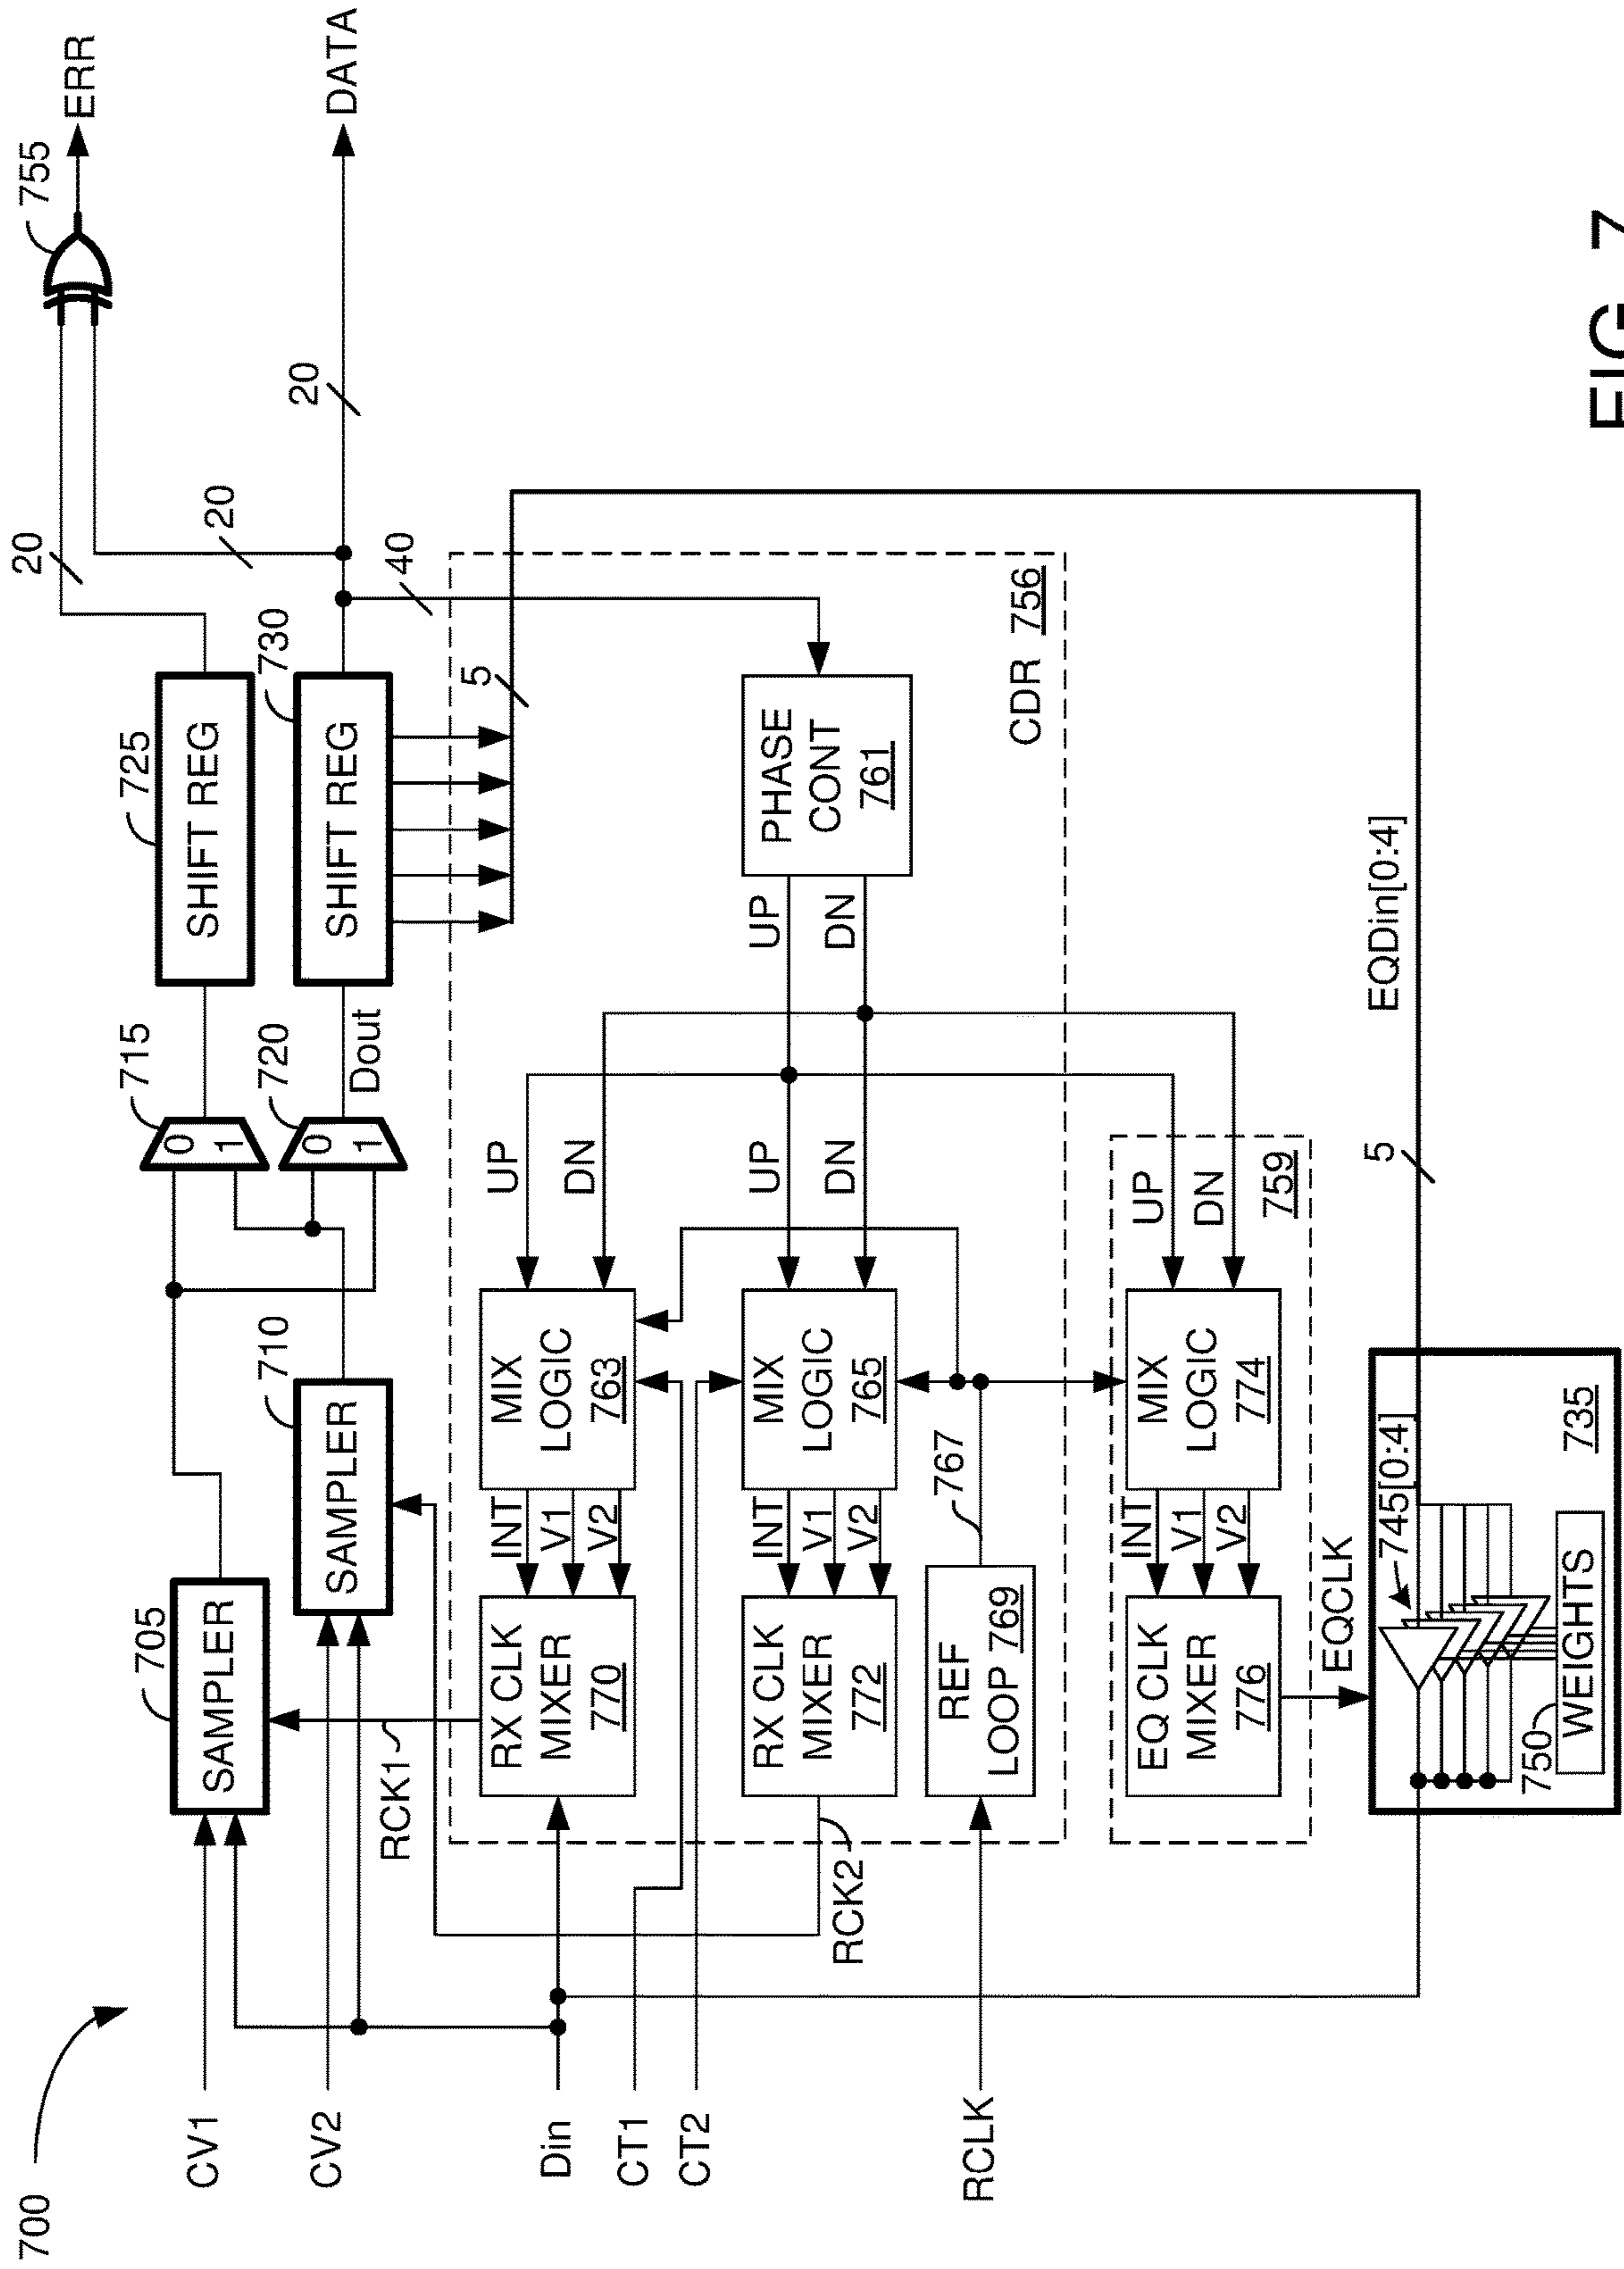 700
CV1
CV2
Din
CT1
CT2
RCLK
705
SAMPLER
710
SAMPLER
715
0
1
720
0
1
Dout
725
SHIFT REG
730
SHIFT REG
20
20
40
20
755
ERR
DATA
5
RCK1
RCK2
RX CLK
MIXER
770
INT
V1
V2
MIX
LOGIC
763
UP
DN
RX CLK
MIXER
772
INT
V1
V2
MIX
LOGIC
765
UP
DN
UP
DN
PHASE
CONT
761
REF
LOOP 769
767
CDR 756
EQ CLK
MIXER
776
INT
V1
V2
MIX
LOGIC
774
UP
DN
759
EQCLK
745[0:4]
750
WEIGHTS
735
5
EQDin[0:4]
FIG. 7